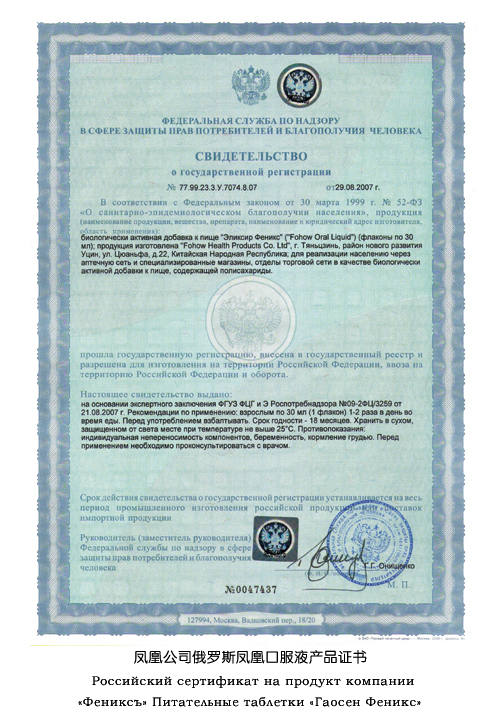 ФЕДЕРАЛЬНАЯ СЛУЖБА ПО НАДЗОРУ
В СФЕРЕ ЗАЩИТЫ ПРАВ ПОТРЕБИТЕЛЕЙ И БЛАГОПОЛУЧИЯ ЧЕЛОВЕКА
СВИДЕТЕЛЬСТВО
о государственной регистрации
№ 77.99.23.3.У.7074.8.07 от 29.08.2007 г.
В соответствии с Федеральным законом от 30 марта 1999 г. № 52-ФЗ
«О санитарно-эпидемиологическом благополучии населения», продукция
(наименование продукции, вещества, препарата, наименование и юридический адрес изготовителя,
область применения):
биологически активная добавка к пище "Эликсир Феникс" ("Fohow Oral Liquid") (флаконы по 30
мл); продукция изготовлена "Fohow Health Products Co. Ltd", г. Тяньцзинь, район нового развития
Уцин, ул. Цюаньфа, д.22, Китайская Народная Республика; для реализации населению через
аптечную сеть и специализированные магазины, отделы торговой сети в качестве биологически
активной добавки к пище, содержащей полисахариды.
прошла государственную регистрацию, внесена в государственный реестр и
разрешена для изготовления на территории Российской Федерации, ввоза на
территорию Российской Федерации и оборота.
Настоящее свидетельство выдано:
на основании экспертного заключения ФГУЗ ФЦГ и Э Роспотребнадзора №09-2ФЦ/3259 от
21.08.2007 г. Рекомендации по применению: взрослым по 30 мл (1 флакон) 1-2 раза в день во
время еды. Перед употреблением взбалтывать. Срок годности - 18 месяцев. Хранить в сухом,
защищенном от света месте при температуре не выше 25°С. Противопоказания:
индивидуальная непереносимость компонентов, беременность, кормление грудью. Перед
применением необходимо проконсультироваться с врачом.
Срок действия свидетельства о государственной регистрации устанавливается на весь
период промышленного изготовления российской продукции или поставок
импортной продукции
Руководитель (заместитель руководителя)
Федеральной службы по надзору в сфере
защиты прав потребителей и благополучия
человека
Г.Г. Онищенко
М. П.
№0047437
127994, Москва, Вадковский пер., 18/20
凤凰公司俄罗斯凤凰口服液产品证书
Российский сертификат на продукт компании
«Фениксъ» Питательные таблетки «Гаосен Феникс»